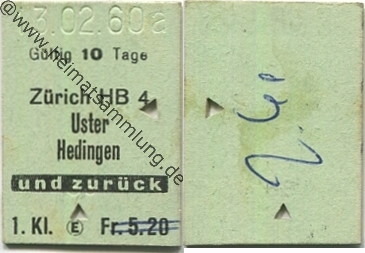 3.02.60a
Gültig 10 Tage
Zürich HB 4
Uster
Hedingen
und zurück
1. Kl. E Fr. 5.20
2.60
www.heimatsammlung.de